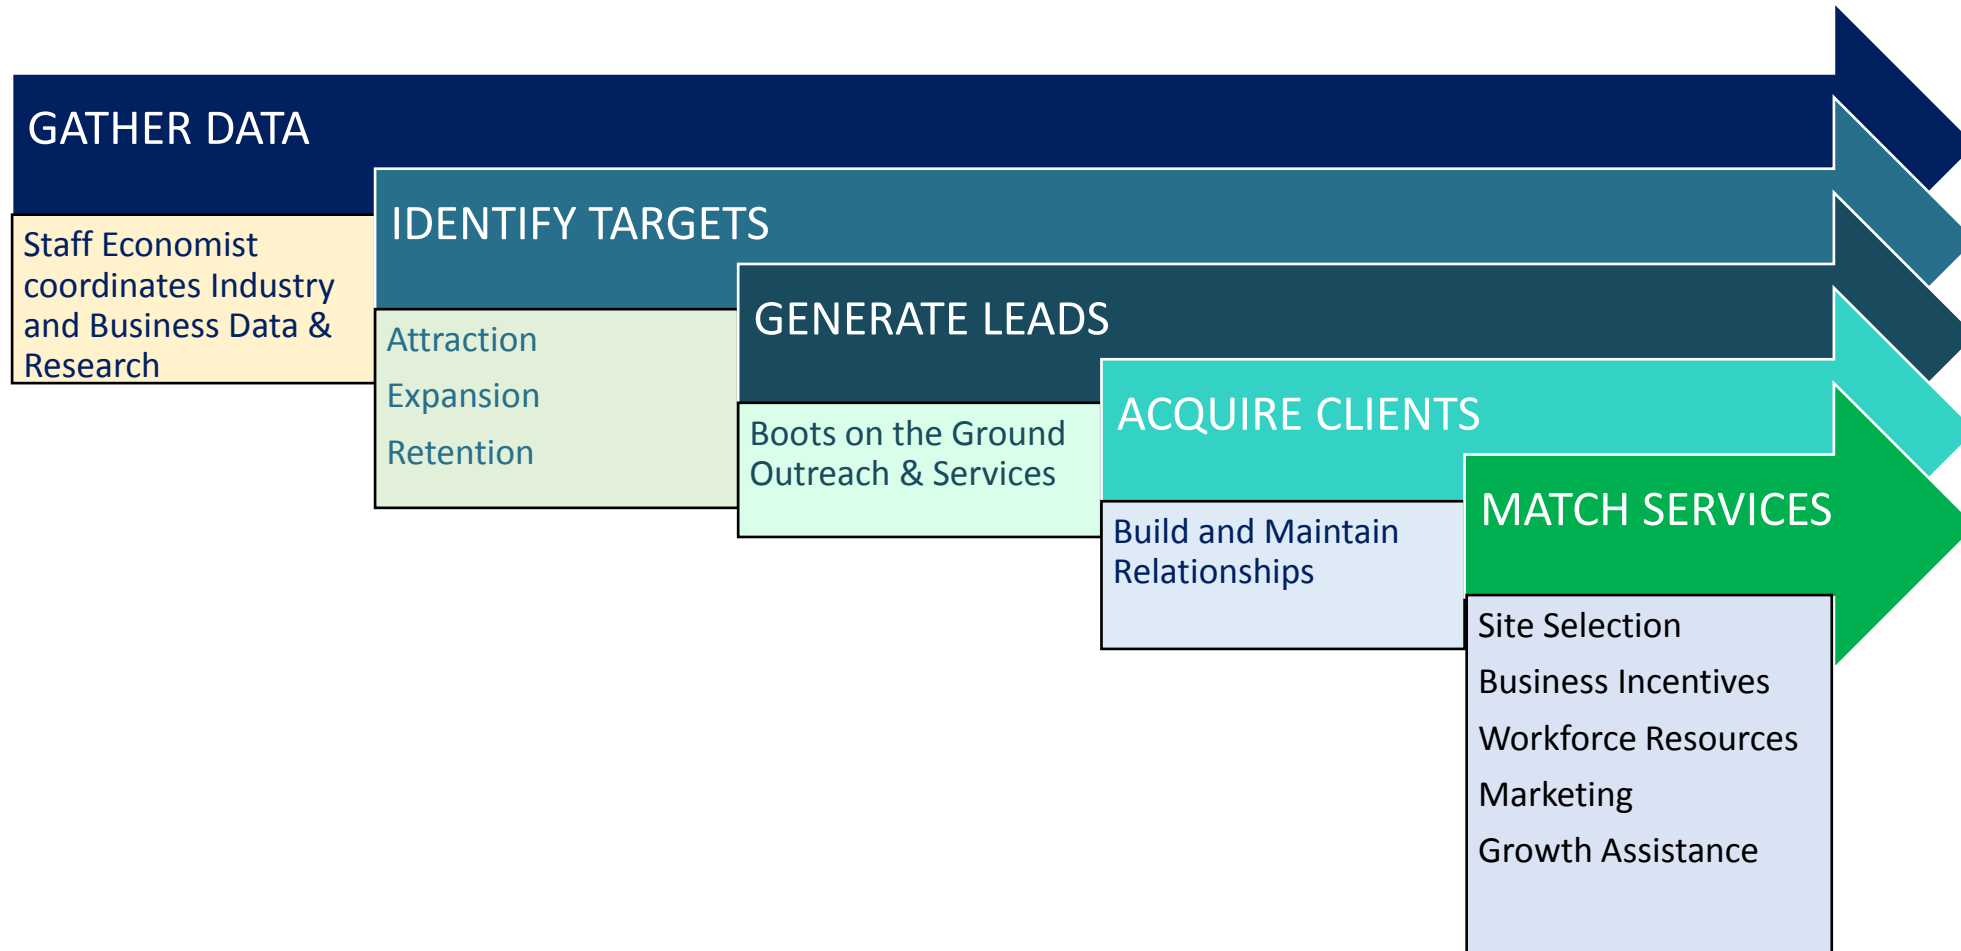 GATHER DATA
Staff Economist
coordinates Industry
and Business Data &
Research
IDENTIFY TARGETS
Attraction
Expansion
Retention
GENERATE LEADS
Boots on the Ground
Outreach & Services
ACQUIRE CLIENTS
Build and Maintain
Relationships
MATCH SERVICES
Site Selection
Business Incentives
Workforce Resources
Marketing
Growth Assistance